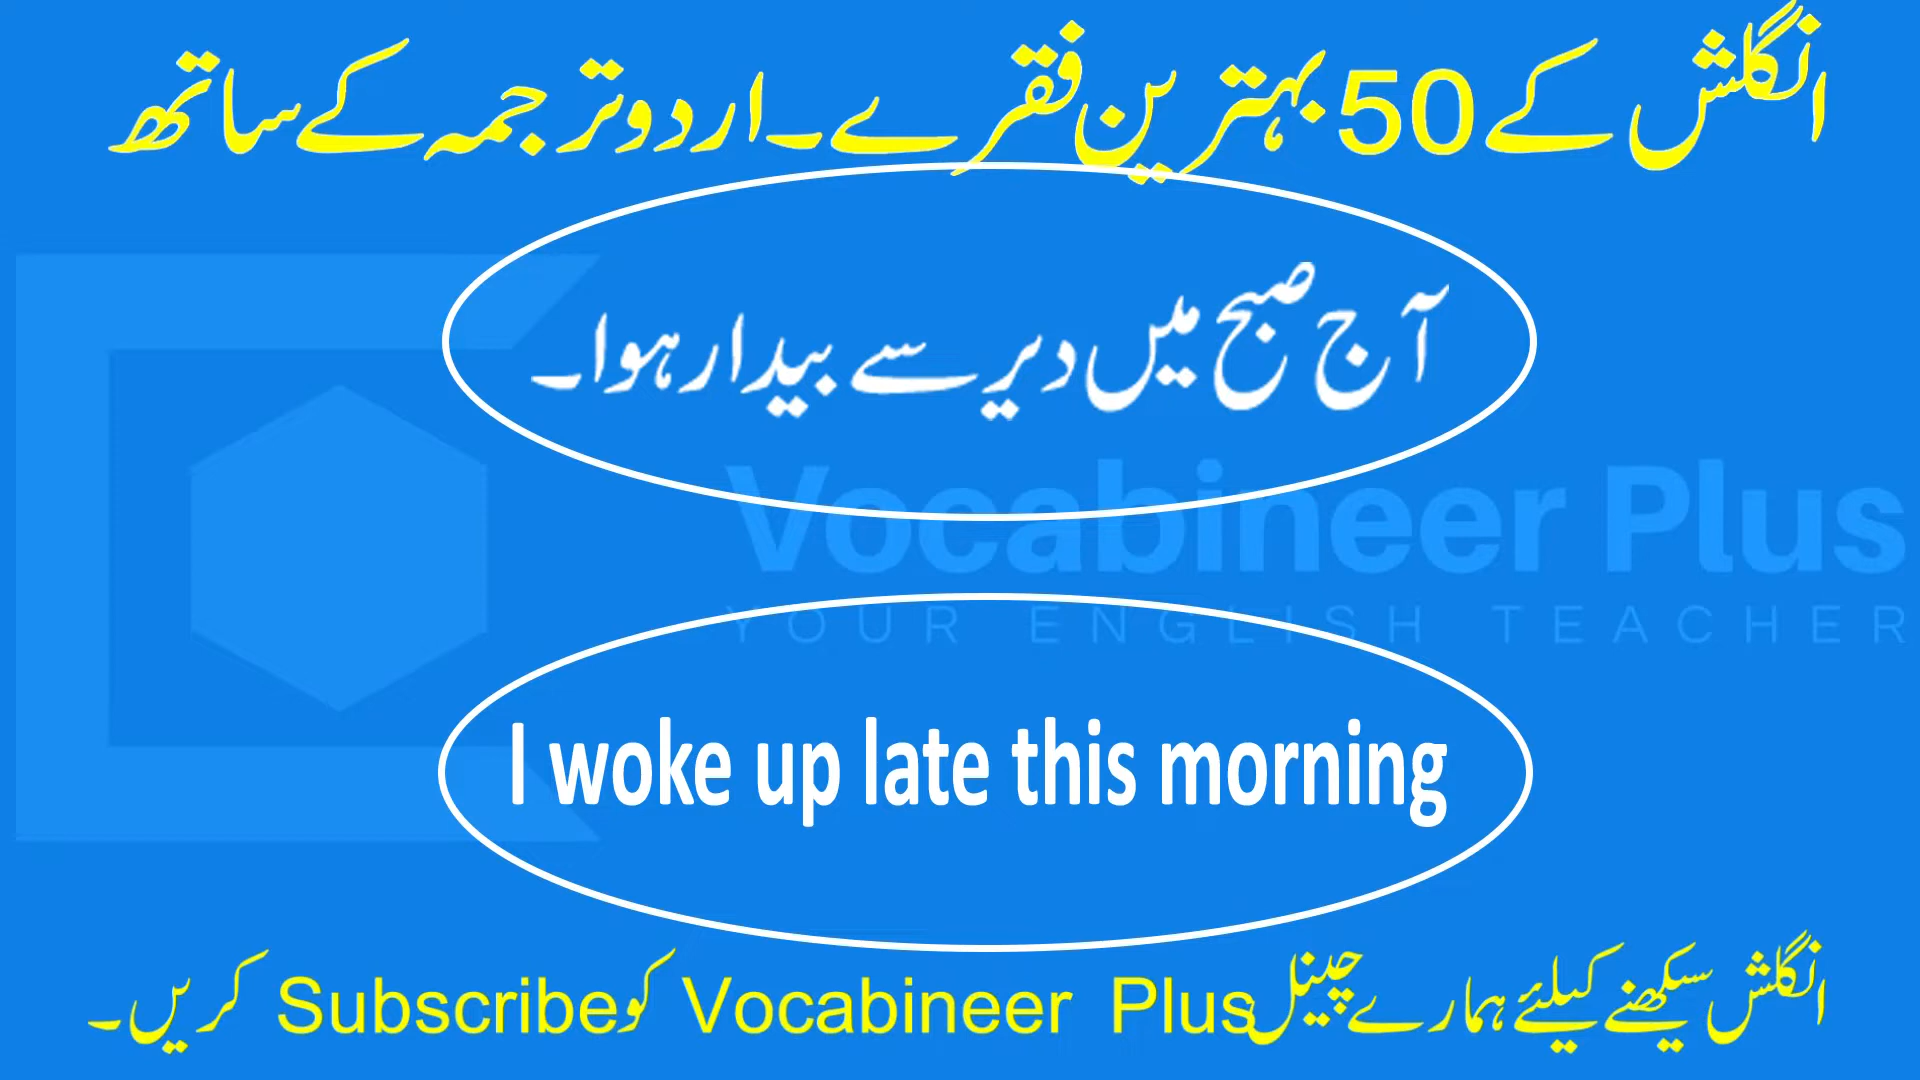 انگلش کے 50 بہترین فقرے۔ اردو ترجمہ کے ساتھ
آج صبح میں دیر سے بیدار ہوا۔
Vocabineer Plus
YOUR ENGLISH TEACHER
I woke up late this morning
انگلش سیکھنے کیلئے ہمارے چینل Vocabineer Plus کو Subscribe کریں۔